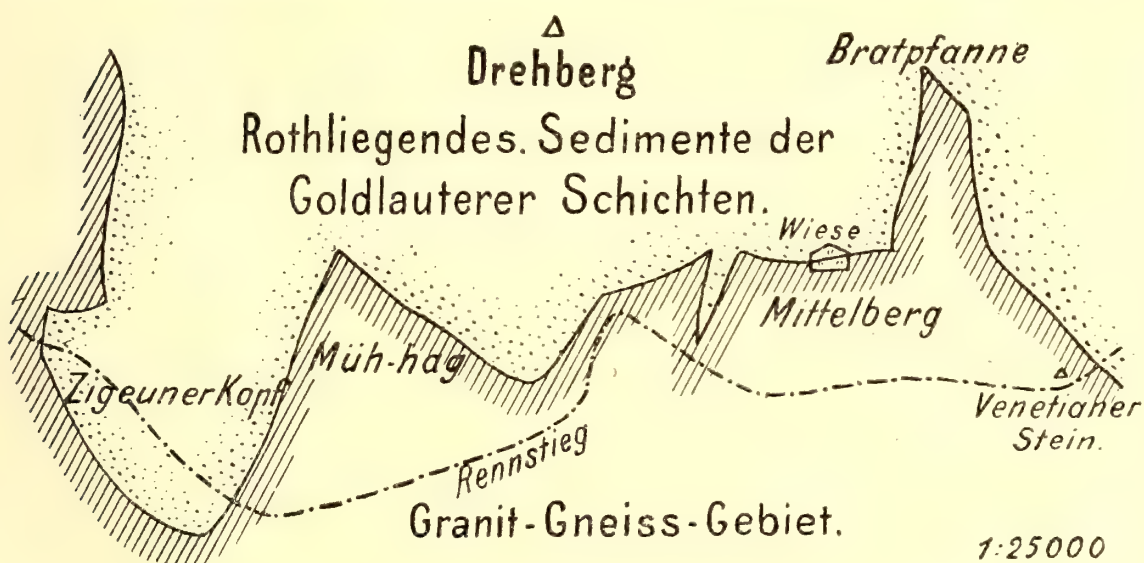 Drehberg
Bratpfanne
Rothliegendes. Sedimente der
Goldlauterer Schichten.
Wiese
Mittelberg
Müh-hag
Zigeuner Kopf
Venetianer
Stein.
Rennstieg
Granit-Gneiss-Gebiet.
1:25000